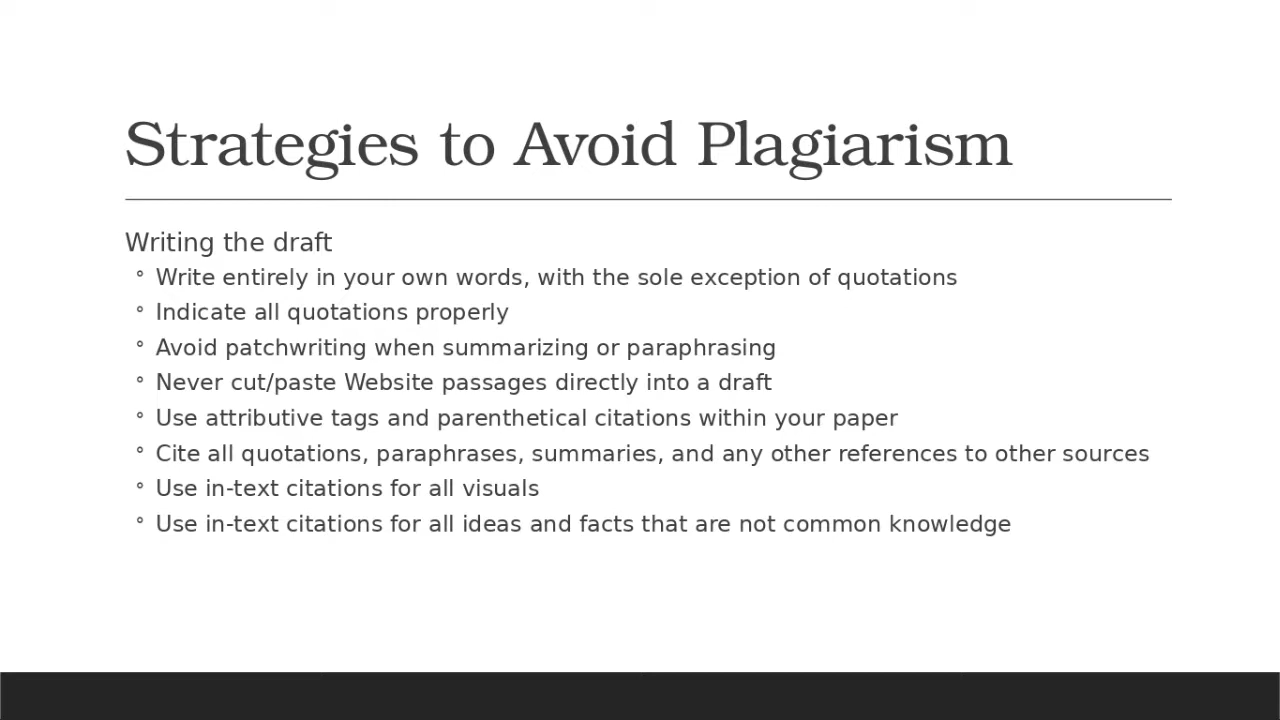 Strategies to Avoid Plagiarism
Writing the draft
° Write entirely in your own words, with the sole exception of quotations
° Indicate all quotations properly
° Avoid patchwriting when summarizing or paraphrasing
° Never cut/paste Website passages directly into a draft
° Use attributive tags and parenthetical citations within your paper
° Cite all quotations, paraphrases, summaries, and any other references to other sources
° Use in-text citations for all visuals
° Use in-text citations for all ideas and facts that are not common knowledge